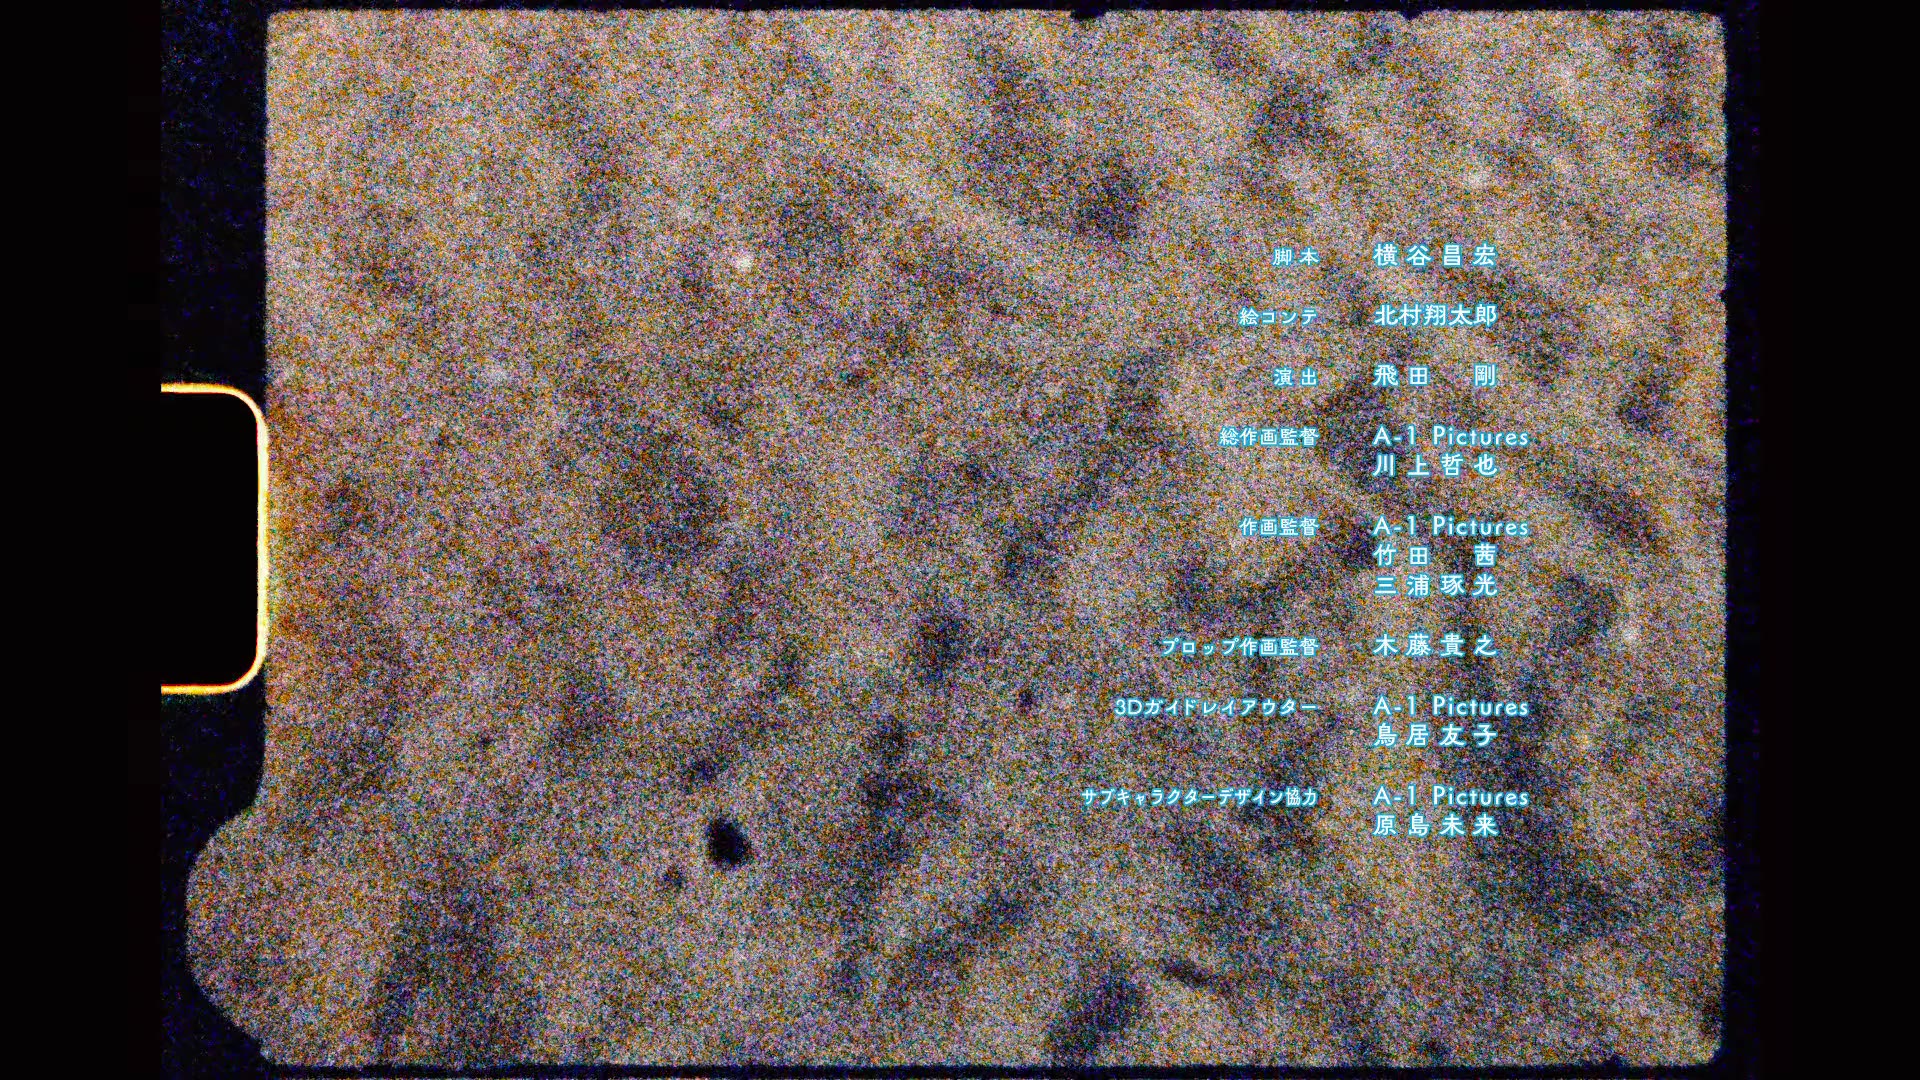 脚本 横谷昌宏
絵コンテ 北村翔太郎
演出 飛田 剛
総作画監督 A-1 Pictures
川上哲也
作画監督 A-1 Pictures
竹田 茜
三浦琢光
プロップ作画監督 木藤貴之
3Dガイドレイアウター A-1 Pictures
鳥居友子
サブキャラクターデザイン協力 A-1 Pictures
原島未来